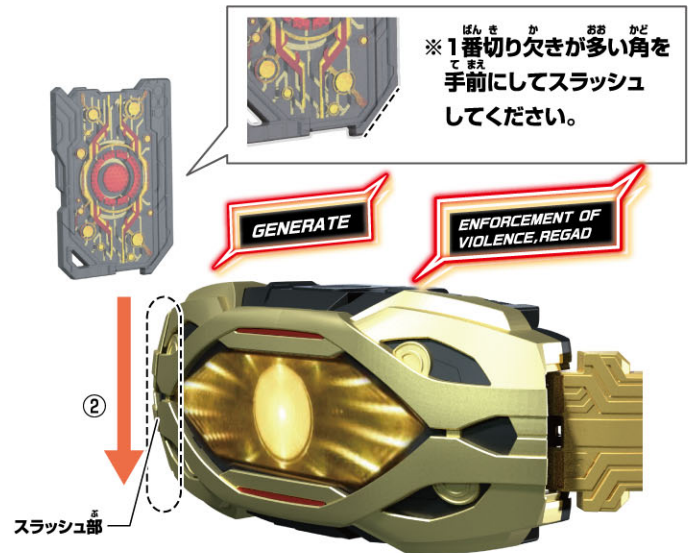 ※1番切り欠きが多い角を
手前にしてスラッシュ
してください。
GENERATE
ENFORCEMENT OF
VIOLENCE,REGAD
②
スラッシュ部